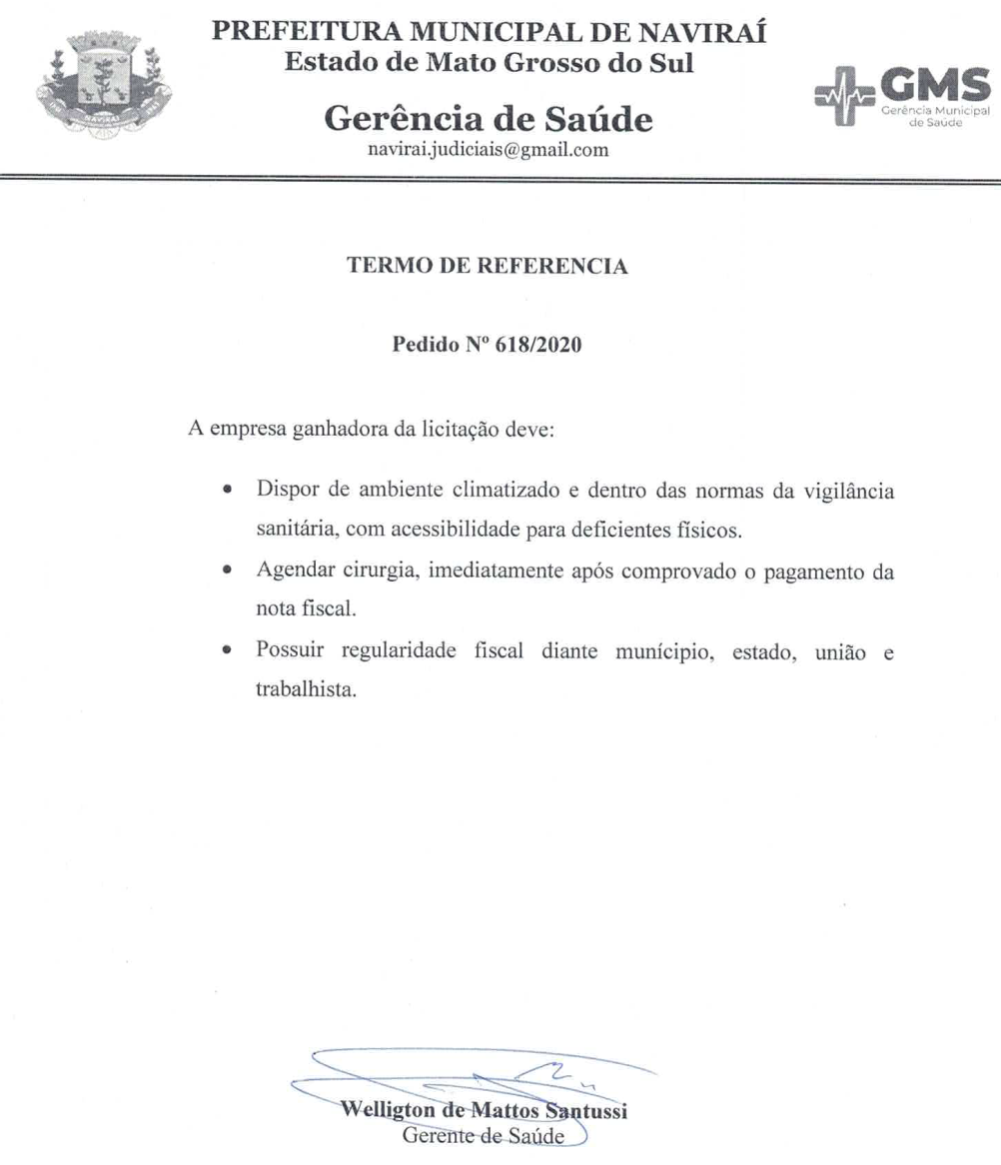 PREFEITURA MUNICIPAL DE NAVIRAÍ
Estado de Mato Grosso do Sul
Gerência de Saúde
navirai.judiciais@gmail.com
NAVIRAI
GMS
Gerência Municipal
de Saúde
TERMO DE REFERENCIA
Pedido Nº 618/2020
A empresa ganhadora da licitação deve:
• Dispor de ambiente climatizado e dentro das normas da vigilância
sanitária, com acessibilidade para deficientes físicos.
• Agendar cirurgia, imediatamente após comprovado o pagamento da
nota fiscal.
• Possuir regularidade fiscal diante munícipio, estado, união e
trabalhista.
Welligton de Mattos Santussi
Gerente de Saúde